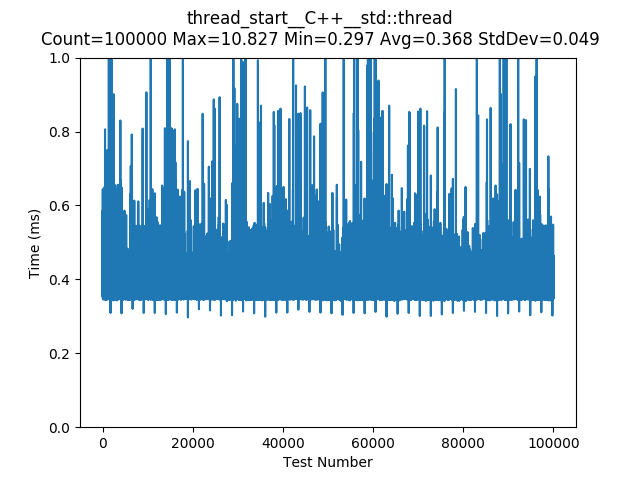 thread_start__C++__std::thread
Count=100000 Max=10.827 Min=0.297 Avg=0.368 StdDev=0.049
1.0
0.8
0.6
0.4
0.2
0.0
Time (ms)
0 20000 40000 60000 80000 100000
Test Number